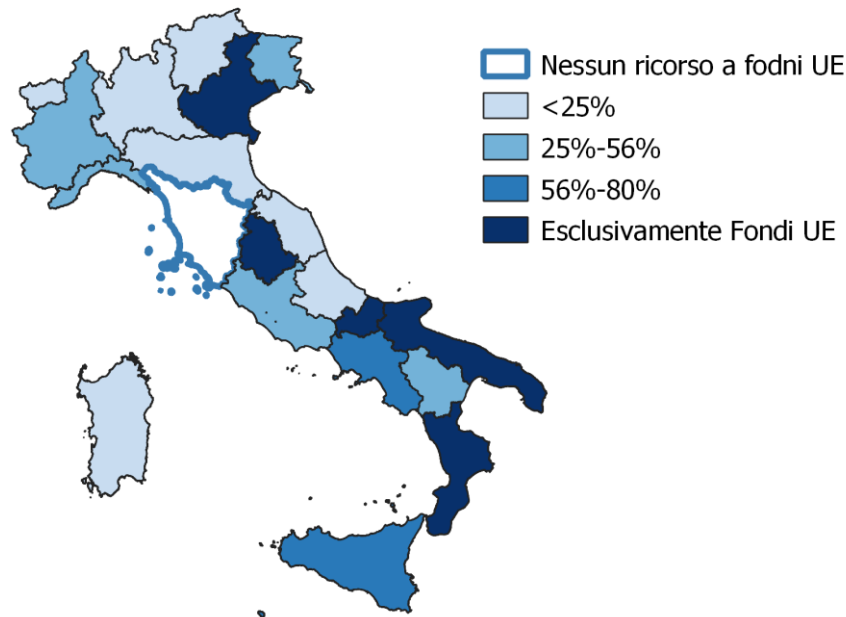 Nessun ricorso a fodni UE
<25%
25%-56%
56%-80%
Esclusivamente Fondi UE